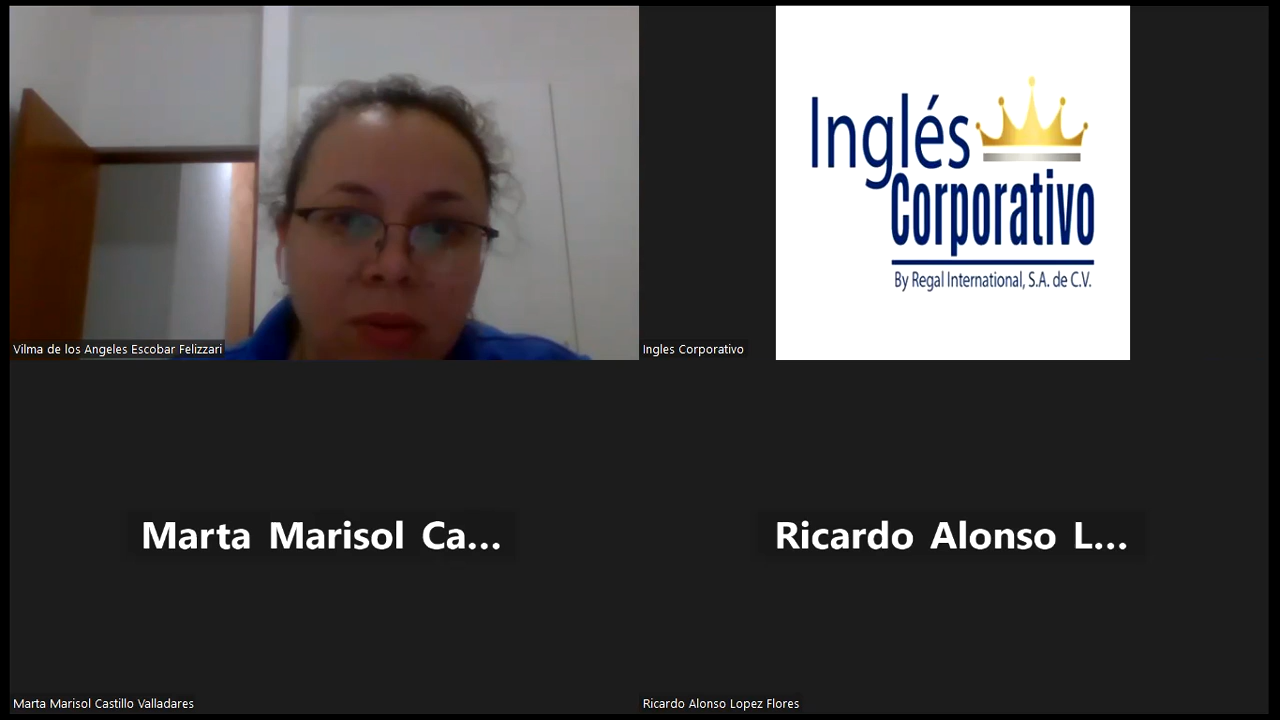 Inglés
Corporativo
By Regal International, S.A. de C.V.
Vilma de los Angeles Escobar Felizzari
Ingles Corporativo
Marta Marisol Ca...
Ricardo Alonso L...
Marta Marisol Castillo Valladares
Ricardo Alonso Lopez Flores